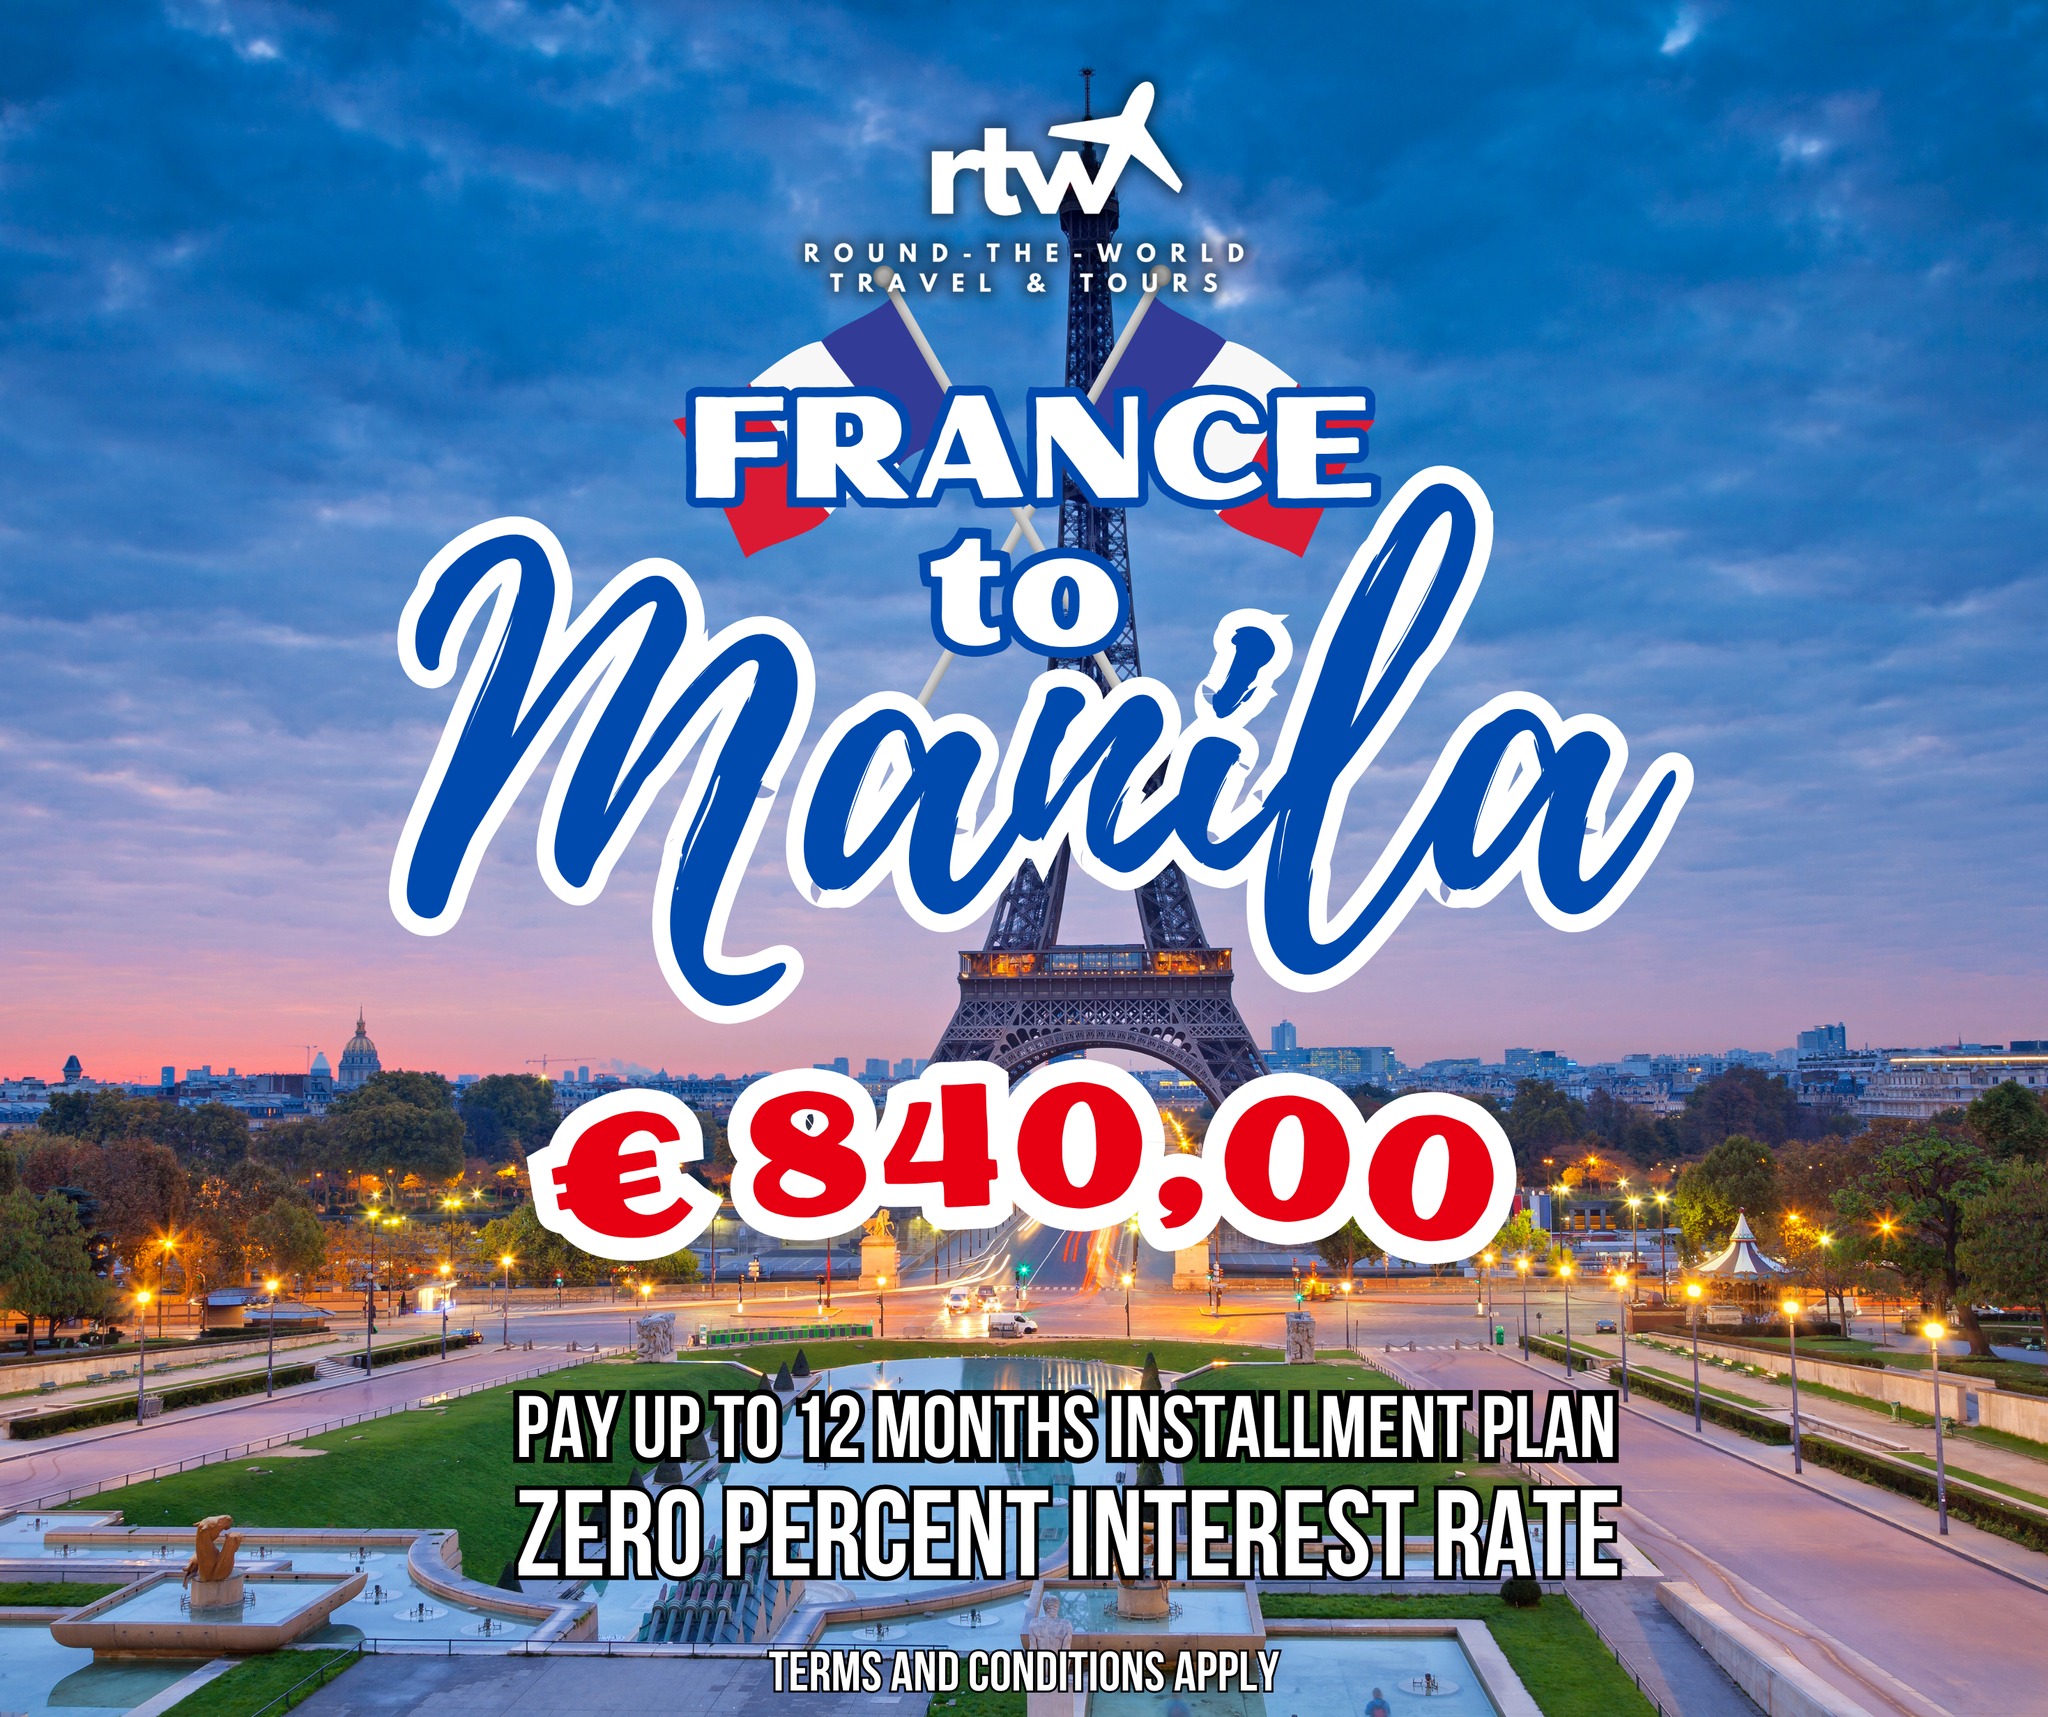 rtw
ROUND-THE-WORLD
TRAVEL & TOURS
FRANCE
to
Manila
€ 840,00
PAY UP TO 12 MONTHS INSTALLMENT PLAN
ZERO PERCENT INTEREST RATE
TERMS AND CONDITIONS APPLY